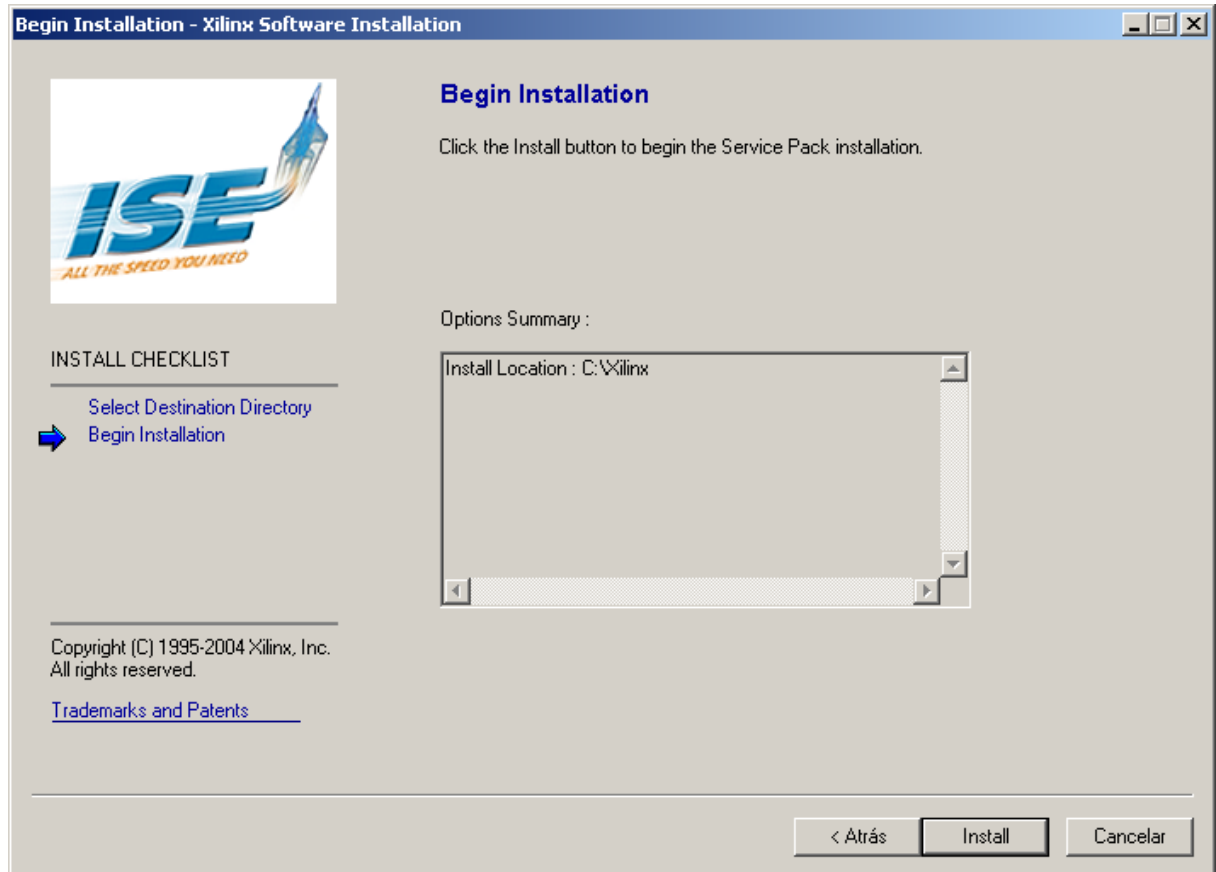 Begin Installation - Xilinx Software Installation
ISE
ALL THE SPEED YOU NEED
Begin Installation
Click the Install button to begin the Service Pack installation.
Options Summary :
Install Location : C:\Xilinx
INSTALL CHECKLIST
Select Destination Directory
Begin Installation
Copyright (C) 1995-2004 Xilinx, Inc.
All rights reserved.
Trademarks and Patents
< Atrás
Install
Cancelar